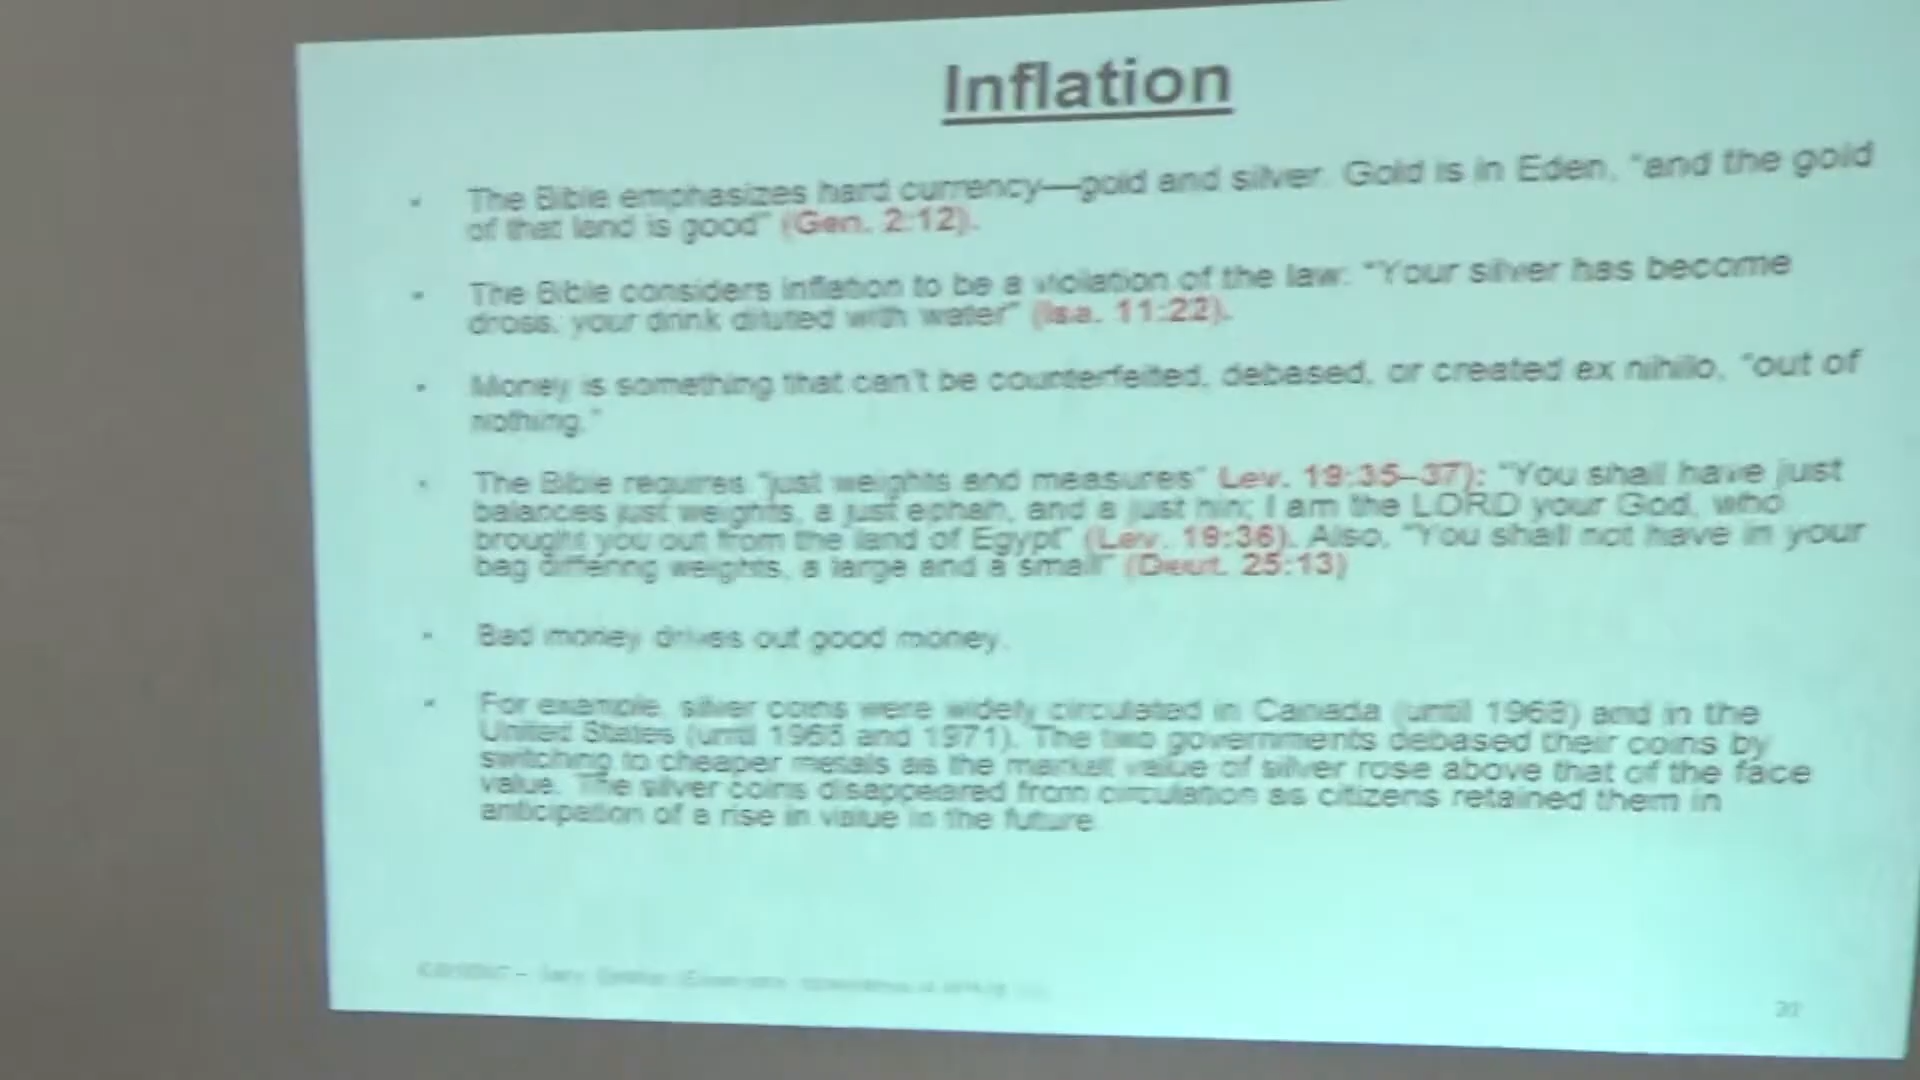 Inflation
The Bible emphasizes hard currency—gold and silver. Gold is in Eden, "and the gold
of that land is good" (Gen. 2:12).
The Bible considers inflation to be a violation of the law: "Your silver has become
dross, your drink diluted with water" (Isa. 11:22).
Money is something that can't be counterfeited, debased, or created ex nihilo, "out of
nothing."
The Bible requires "just weights and measures" Lev. 19:35–37): "You shall have just
balances just weights, a just ephah, and a just hin; I am the LORD your God, who
brought you out from the land of Egypt" (Lev. 19:36). Also, "You shall not have in your
bag differing weights, a large and a small" (Deut. 25:13)
Bad money drives out good money.
For example, silver coins were widely circulated in Canada (until 1968) and in the
United States (until 1965 and 1971). The two governments debased their coins by
switching to cheaper metals as the market value of silver rose above that of the face
value. The silver coins disappeared from circulation as citizens retained them in
anticipation of a rise in value in the future.
20